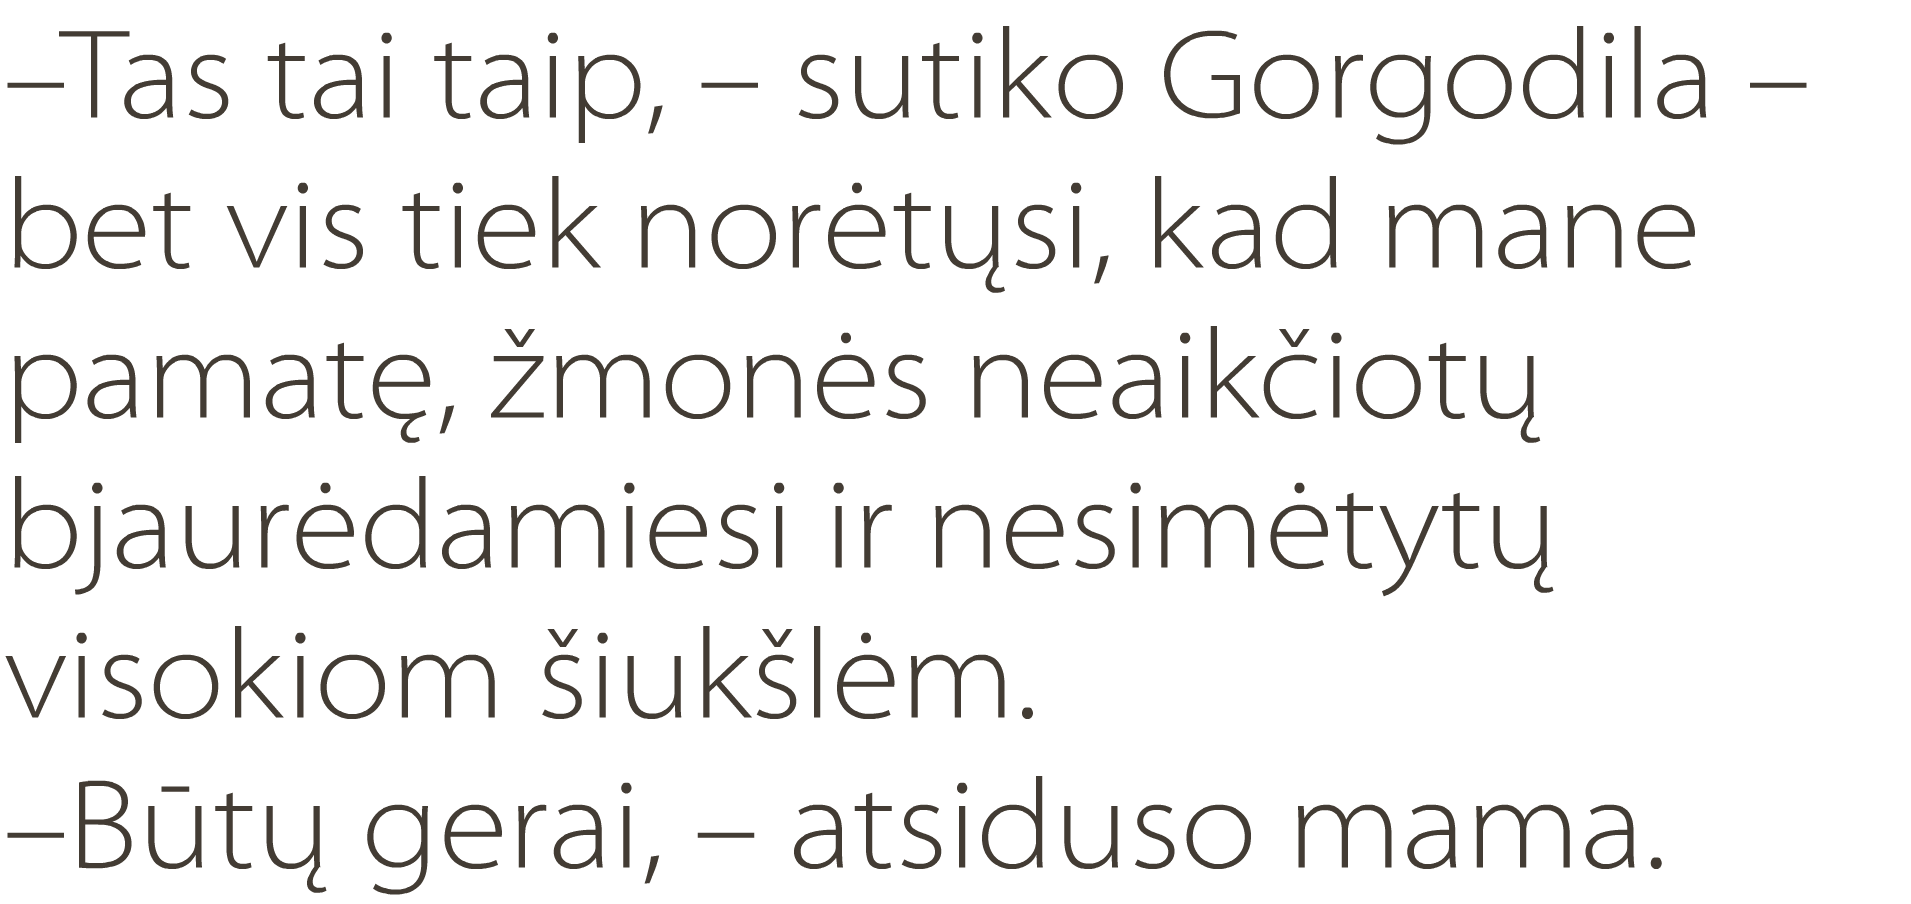 –Tas tai taip, – sutiko Gorgodila –
bet vis tiek norėtųsi, kad mane
pamatę, žmonės neaikčiotų
bjaurėdamiesi ir nesimėtytų
visokiom šiukšlėm.
–Būtų gerai, – atsiduso mama.